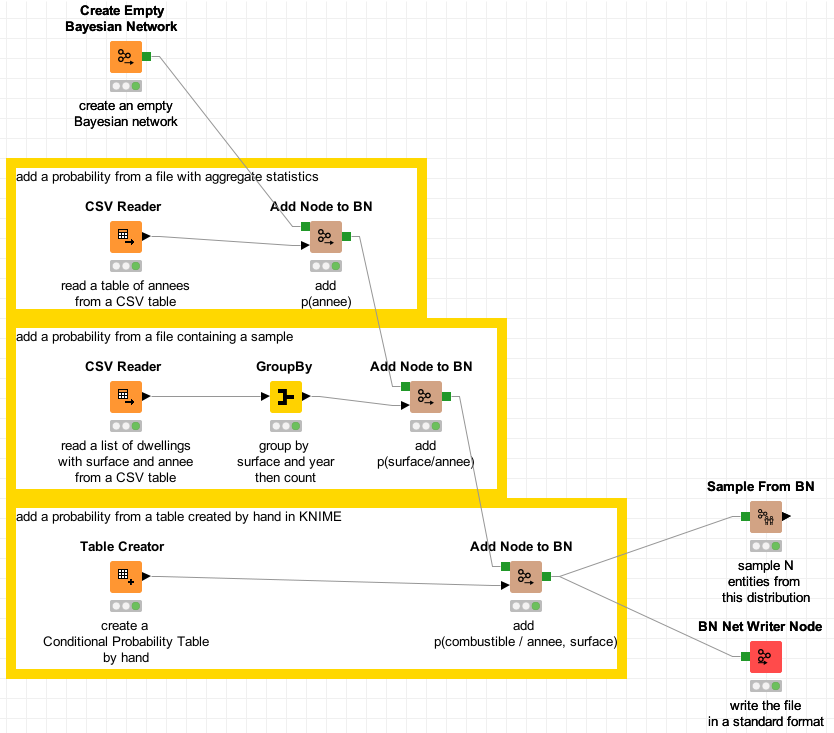 Create Empty
Bayesian Network
create an empty
Bayesian network
add a probability from a file with aggregate statistics
CSV Reader
Add Node to BN
read a table of annees
from a CSV table
add
p(annee)
add a probability from a file containing a sample
CSV Reader
GroupBy
Add Node to BN
read a list of dwellings
with surface and annee
from a CSV table
group by
surface and year
then count
add
p(surface/annee)
add a probability from a table created by hand in KNIME
Table Creator
Add Node to BN
create a
Conditional Probability Table
by hand
add
p(combustible / annee, surface)
Sample From BN
sample N
entities from
this distribution
BN Net Writer Node
write the file
in a standard format